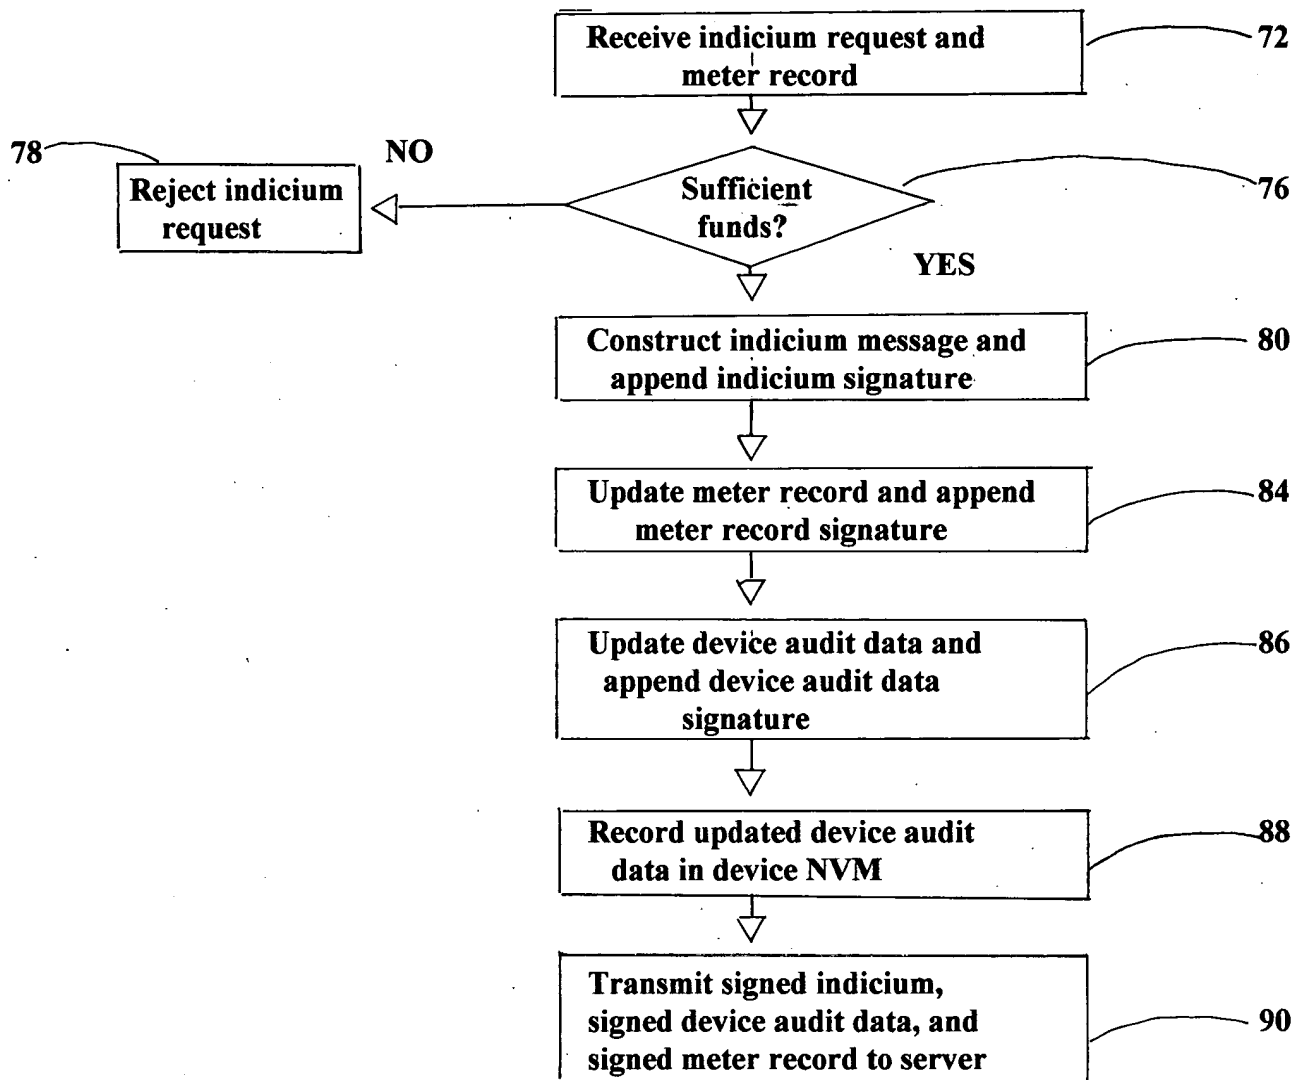 Receive indicium request and
meter record
72
78
NO
Reject indicium
request
Sufficient
funds?
76
YES
Construct indicium message and
append indicium signature
80
Update meter record and append
meter record signature
84
Update device audit data and
append device audit data
signature
86
Record updated device audit
data in device NVM
88
Transmit signed indicium,
signed device audit data, and
signed meter record to server
90